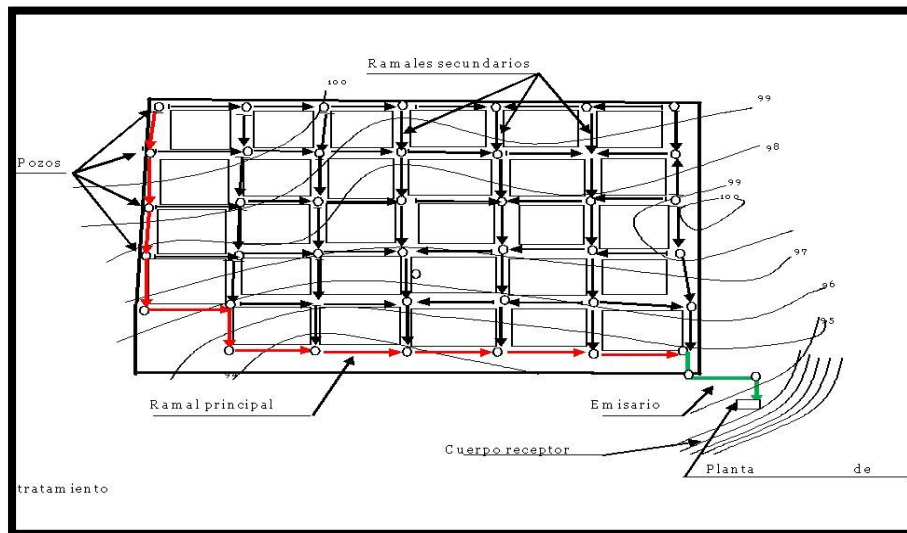 Ramales secundarios
100
99
98
Pozos
99
100
97
96
95
94
Ramal principal
Emisario
Cuerpo receptor
Planta de
tratamiento